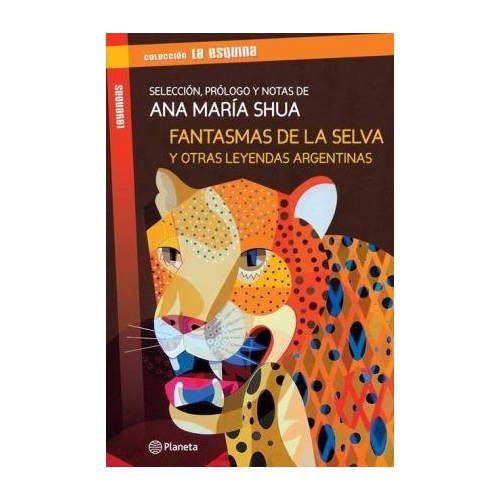 colección la esquina
Leyendas
SELECCIÓN, PRÓLOGO Y NOTAS DE
ANA MARÍA SHUA
FANTASMAS DE LA SELVA
Y OTRAS LEYENDAS ARGENTINAS
Planeta